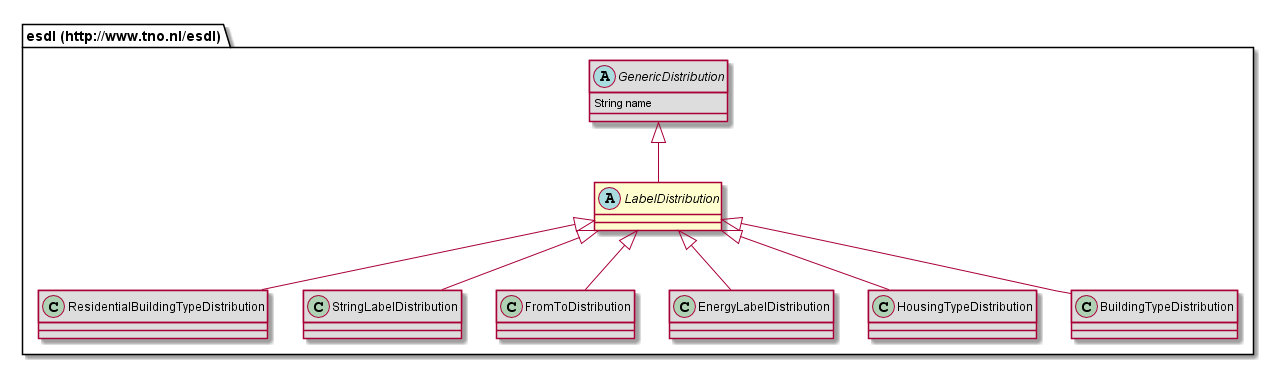 esdl (http://www.tno.nl/esdl)
A GenericDistribution
String name
A LabelDistribution
C ResidentialBuildingTypeDistribution
C StringLabelDistribution
C FromToDistribution
C EnergyLabelDistribution
C HousingTypeDistribution
C BuildingTypeDistribution